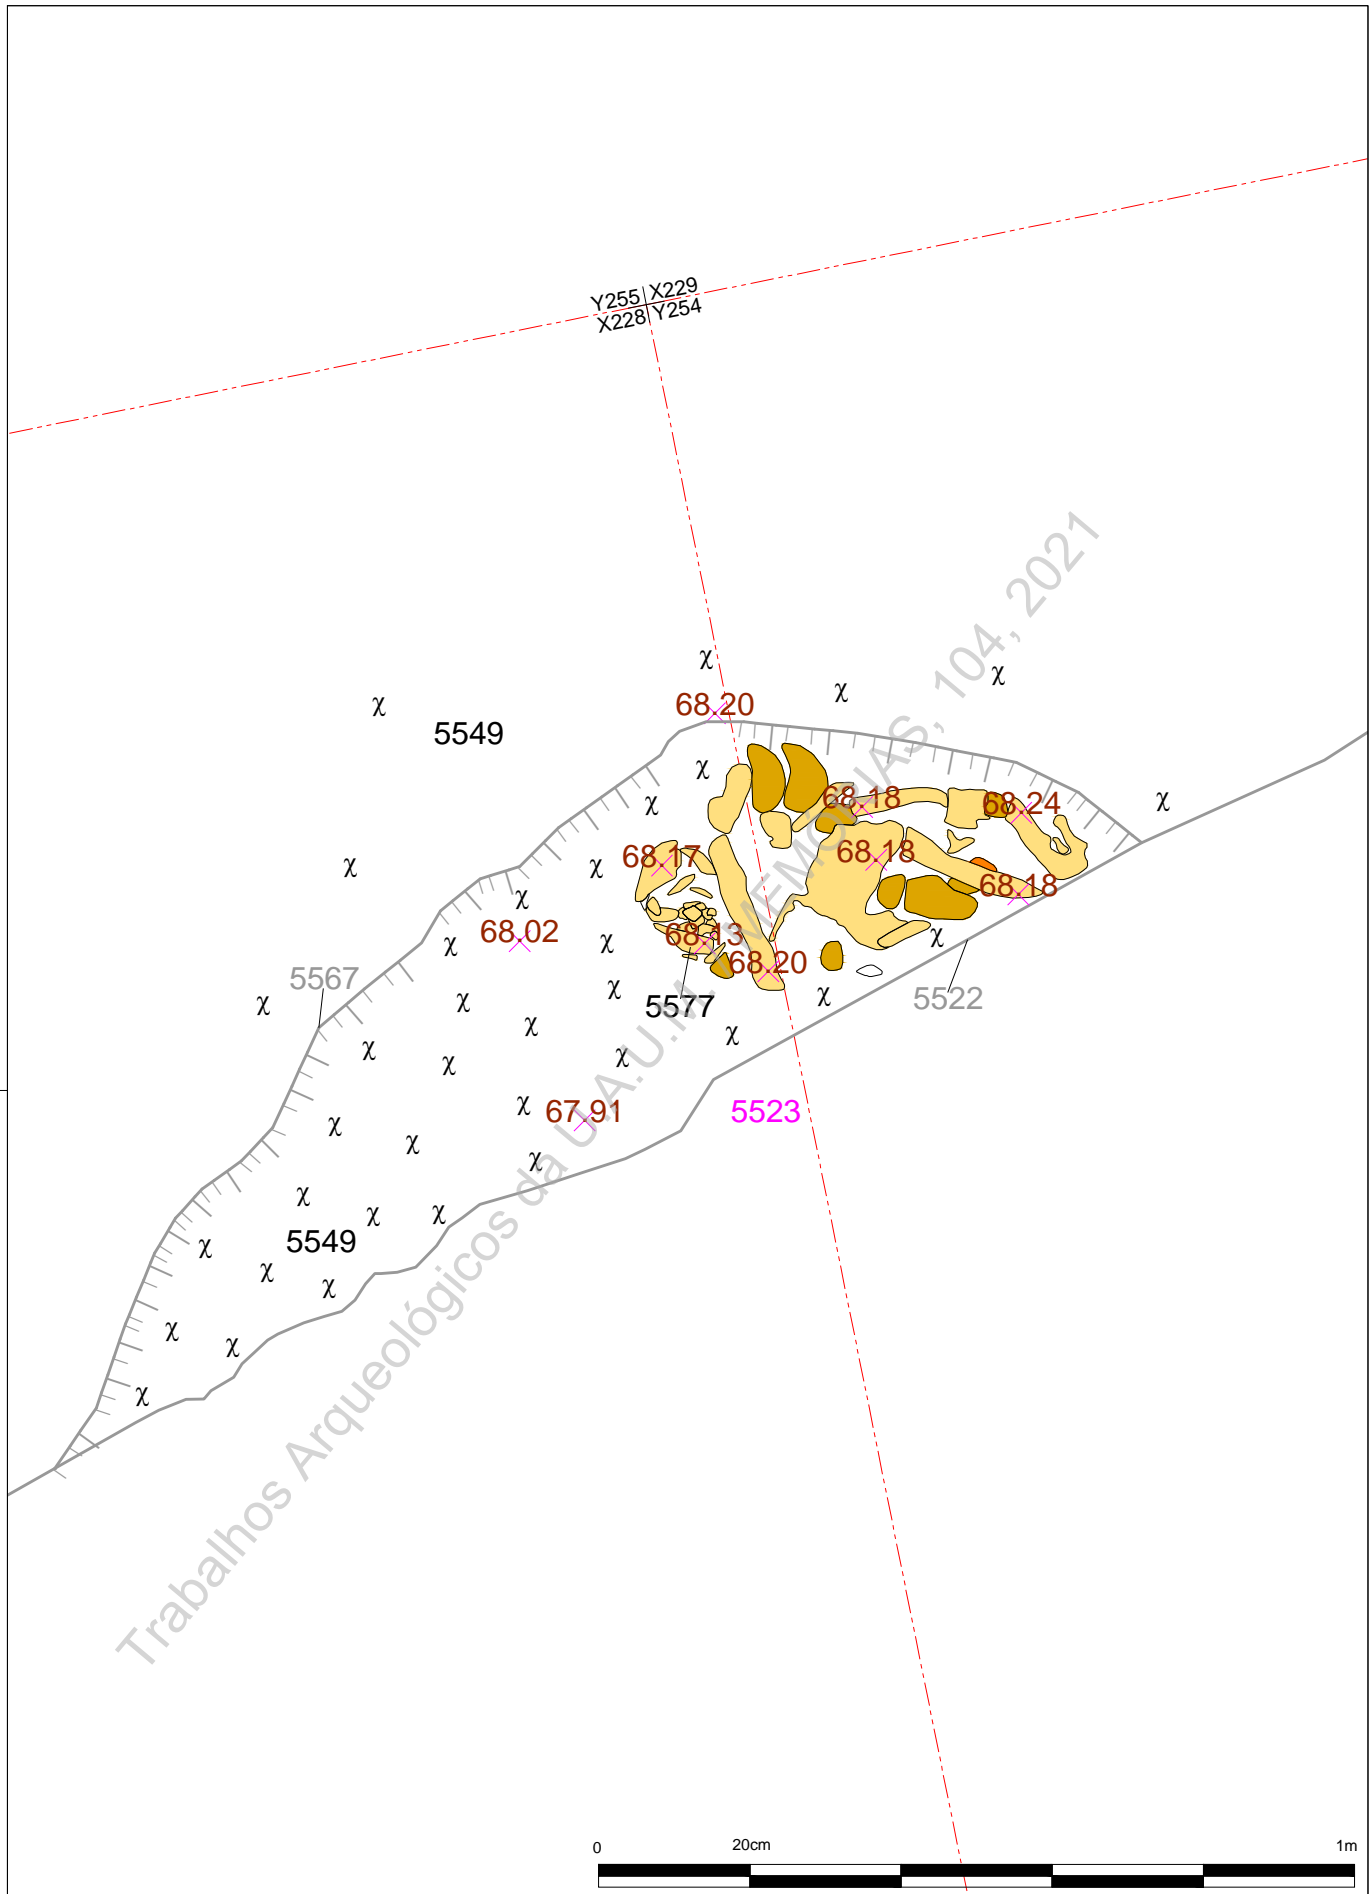 Y255 X229
X228 Y254
χ
χ
χ
χ
68.20
5549
χ
χ
68.18
68.24
χ
χ
68.17
68.18
χ
χ
68.18
χ
68.02
χ
χ
68.13
χ
5567
68.20
χ
χ
5577
χ
χ
5522
χ
χ
χ
χ
χ
χ
67.91
5523
χ
χ
χ
χ
χ
χ
χ
5549
χ
χ
χ
χ
χ
χ
Trabalhos Arqueológicos da U.A.U.M. / MEMÓRIAS, 104, 2021
0 20cm 1m